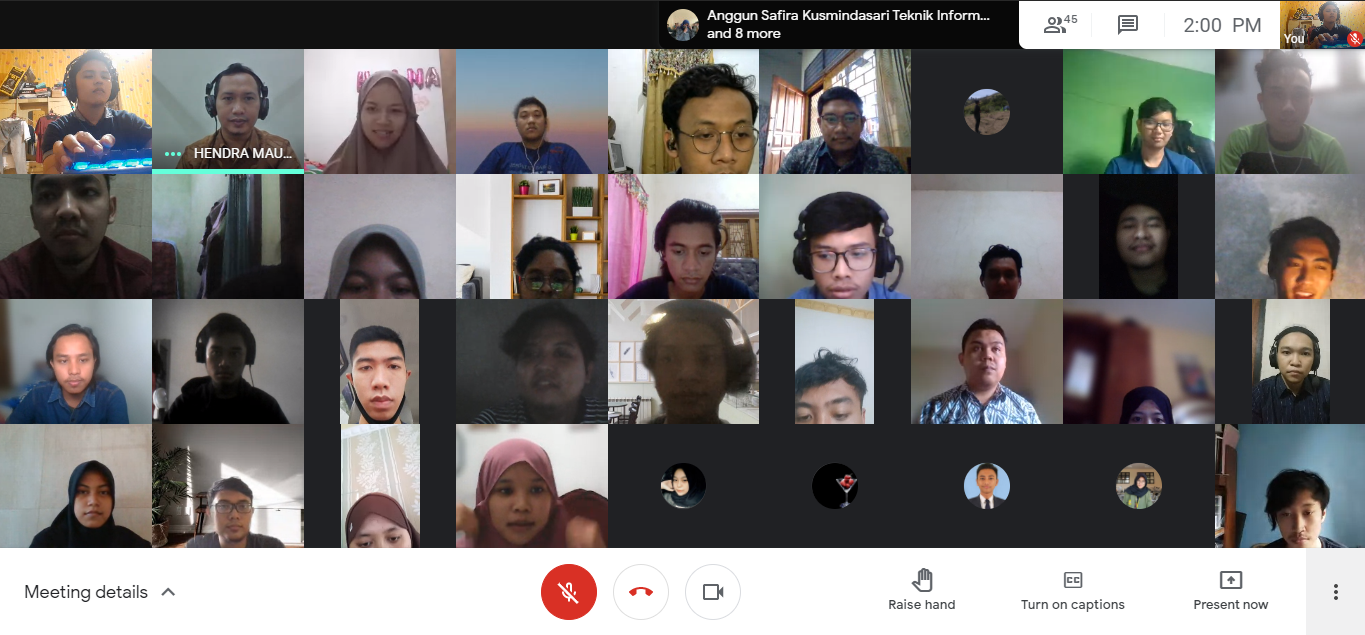 Anggun Safira Kusmindasari Teknik Inform...
and 8 more
45
2:00 PM
You
HENDRA MAU...
Meeting details
CC
Raise hand
Turn on captions
Present now